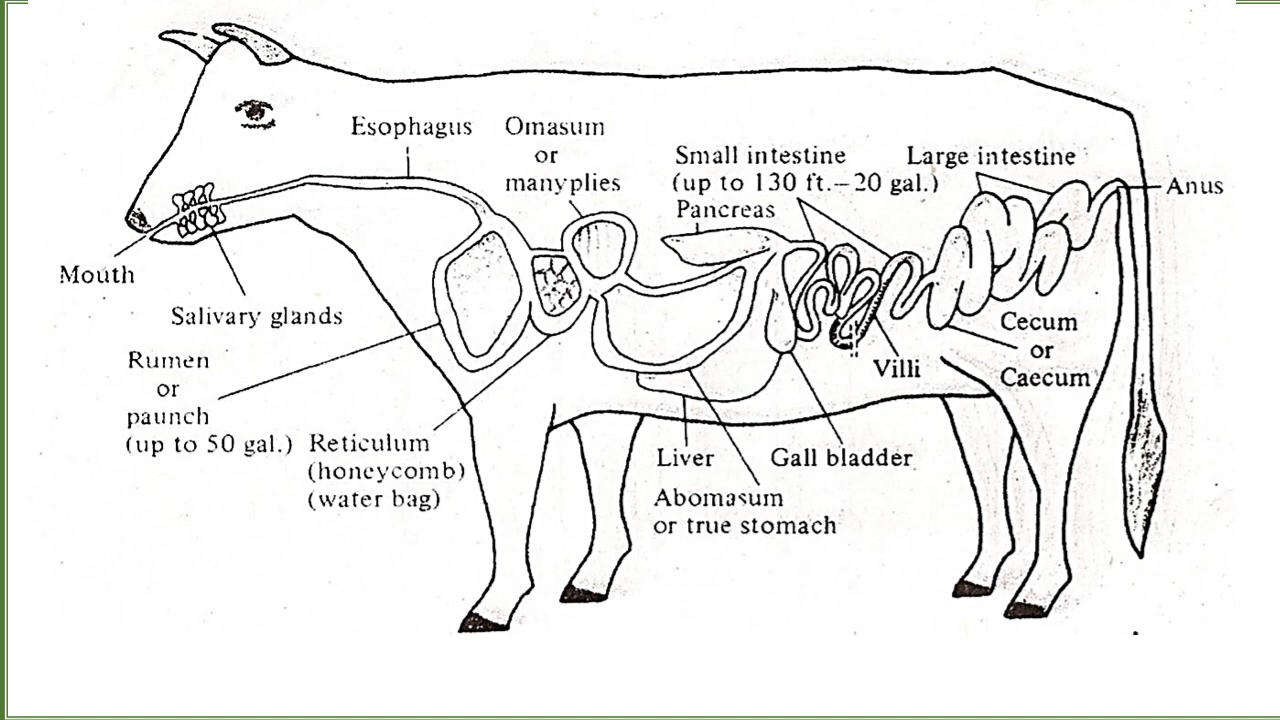 Esophagus
Omasum
or
manyplies
Small intestine
(up to 130 ft.–20 gal.)
Pancreas
Large intestine
Anus
Mouth
Salivary glands
Rumen
or
paunch
(up to 50 gal.)
Reticulum
(honeycomb)
(water bag)
Liver
Gall bladder
Abomasum
or true stomach
Villi
Cecum
or
Caecum